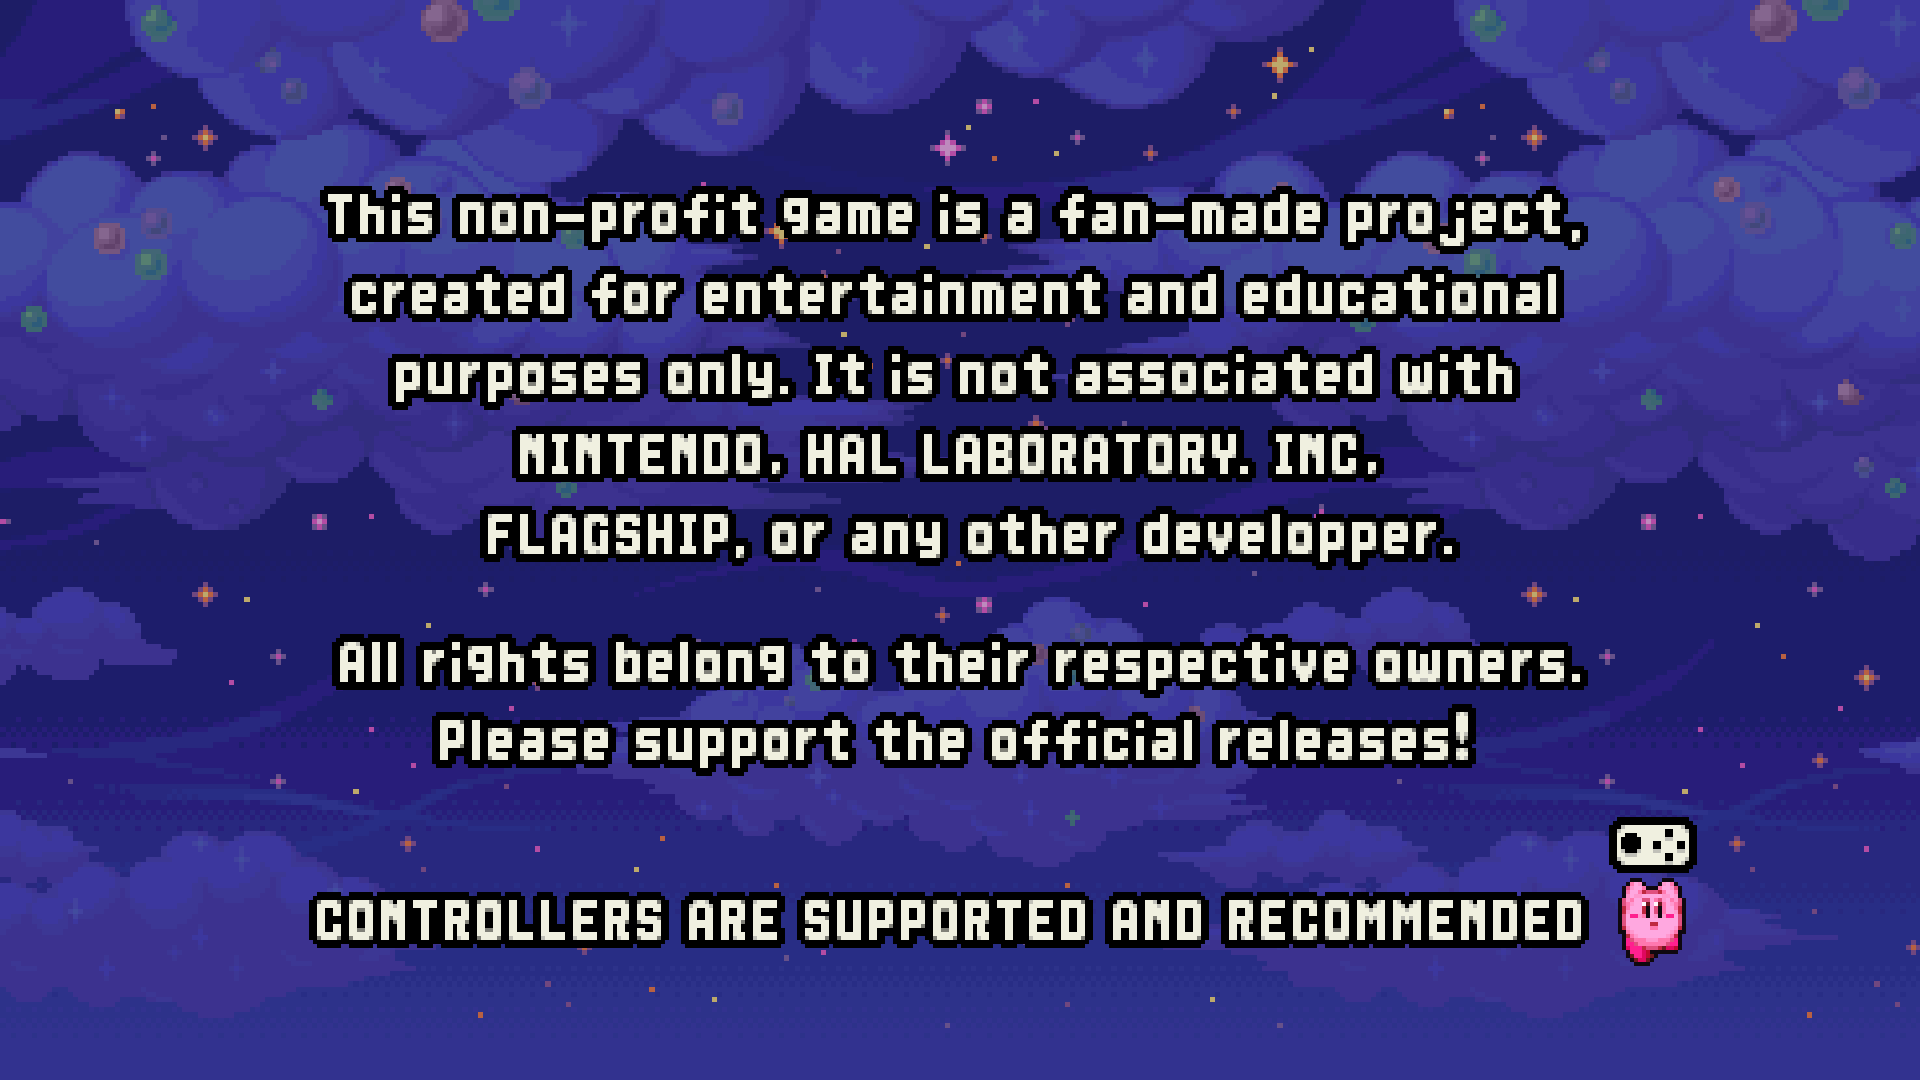 This non-profit game is a fan-made project,
created for entertainment and educational
purposes only. It is not associated with
NINTENDO, HAL LABORATORY. INC,
FLAGSHIP, or any other developper.
All rights belong to their respective owners.
Please support the official releases!
CONTROLLERS ARE SUPPORTED AND RECOMMENDED